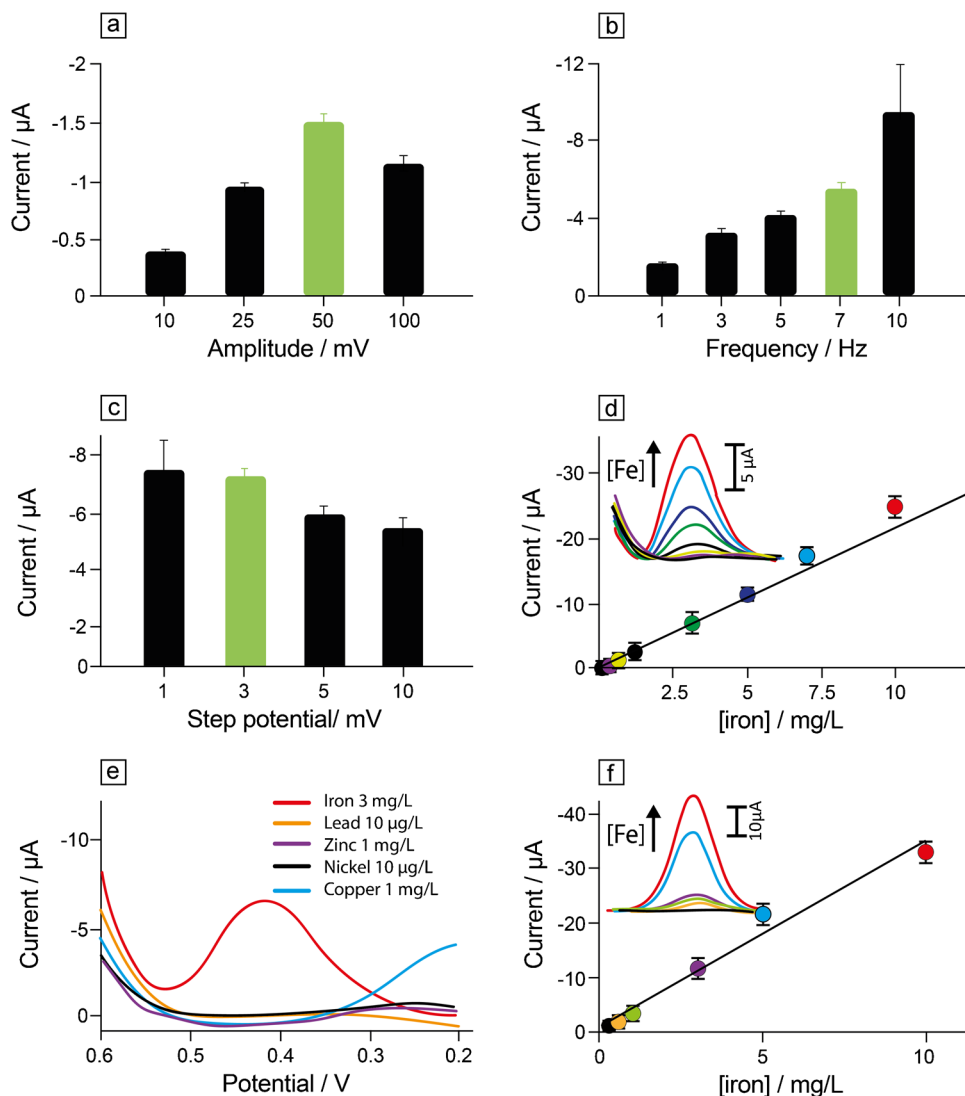 a
-2
-1.5
-1
-0.5
0
Current / µA
10 25 50 100
Amplitude / mV
b
-12
-8
-4
0
Current / µA
1 3 5 7 10
Frequency / Hz
c
-8
-6
-4
-2
0
Current / µA
1 3 5 10
Step potential/ mV
d
-30
-20
-10
0
Current / µA
[Fe]
5 µA
2.5 5 7.5 10
[iron] / mg/L
e
-10
-5
0
Current / µA
Iron 3 mg/L
Lead 10 µg/L
Zinc 1 mg/L
Nickel 10 µg/L
Copper 1 mg/L
0.6 0.5 0.4 0.3 0.2
Potential / V
f
-40
-30
-20
-10
0
Current / µA
[Fe]
10µA
0 5 10
[iron] / mg/L